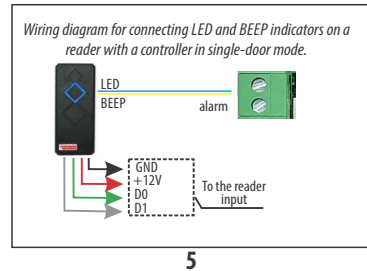 Wiring diagram for connecting LED and BEEP indicators on a
reader with a controller in single-door mode.
LED
BEEP
alarm
GND
+12V
D0
D1
To the reader
input
5